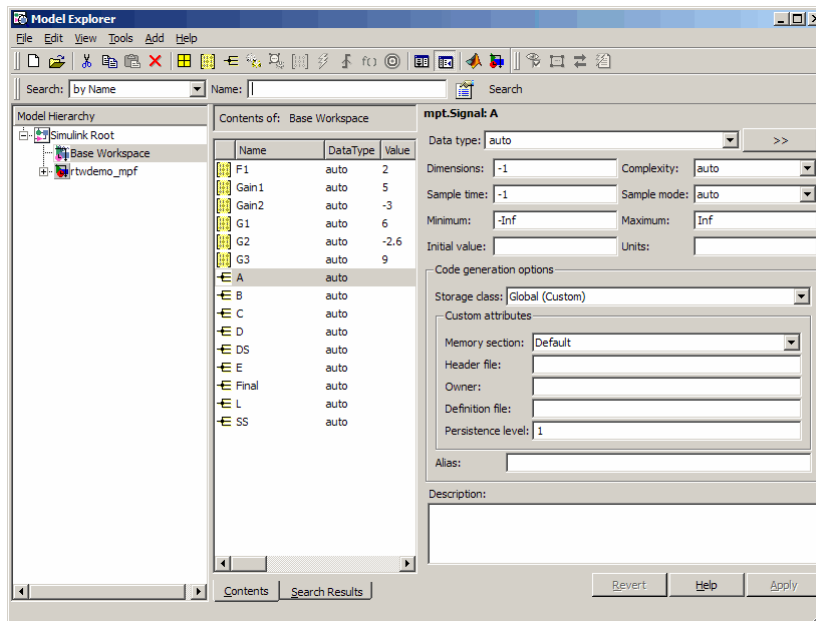 Model Explorer
File Edit View Tools Add Help
Search: by Name Name: Search
Model Hierarchy
Simulink Root
Base Workspace
rtwdemo_mpf
Contents of: Base Workspace
Name DataType Value
F1 auto 2
Gain1 auto 5
Gain2 auto -3
G1 auto 6
G2 auto -2.6
G3 auto 9
A auto
B auto
C auto
D auto
DS auto
E auto
Final auto
L auto
SS auto
Contents Search Results
mpt.Signal: A
Data type: auto >>
Dimensions: -1 Complexity: auto
Sample time: -1 Sample mode: auto
Minimum: -Inf Maximum: Inf
Initial value: Units:
Code generation options
Storage class: Global (Custom)
Custom attributes
Memory section: Default
Header file:
Owner:
Definition file:
Persistence level: 1
Alias:
Description:
Revert Help Apply